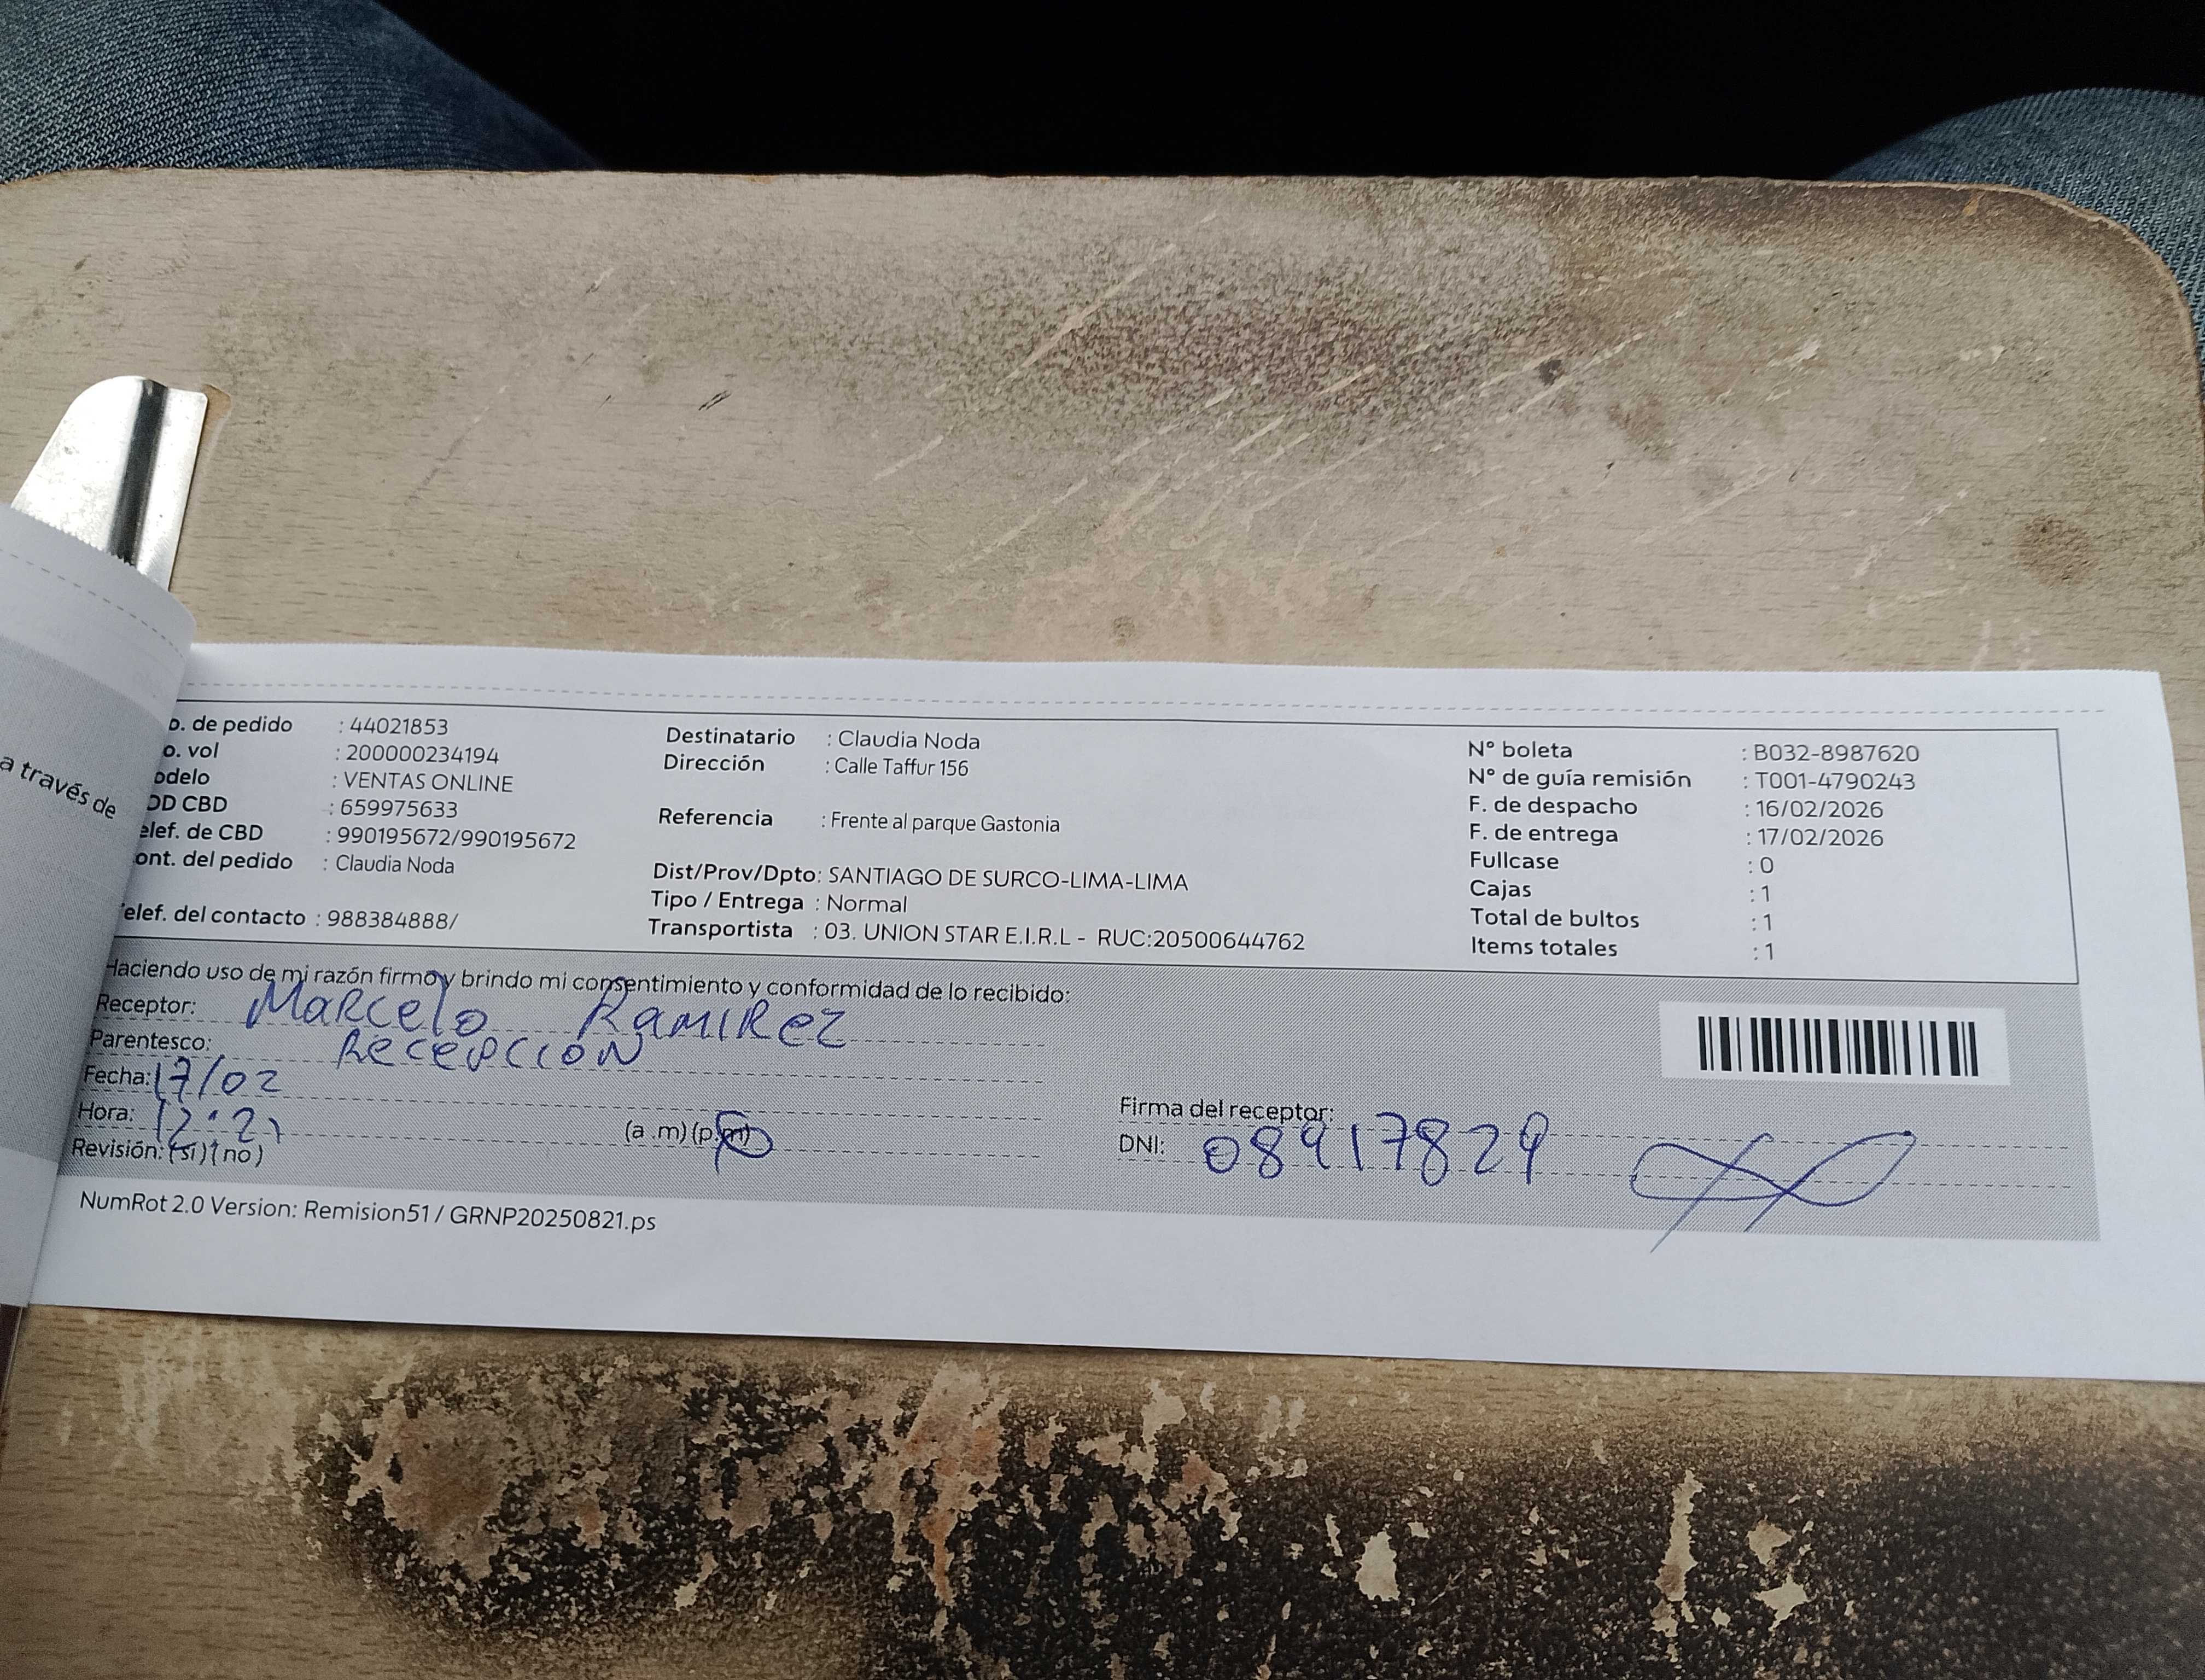 a través de
o. de pedido : 44021853
o. vol : 200000234194
odelo : VENTAS ONLINE
OD CBD : 659975633
elef. de CBD : 990195672/990195672
ont. del pedido : Claudia Noda
elef. del contacto : 988384888/
Destinatario : Claudia Noda
Dirección : Calle Taffur 156
Referencia : Frente al parque Gastonia
Dist/Prov/Dpto: SANTIAGO DE SURCO-LIMA-LIMA
Tipo / Entrega : Normal
Transportista : 03. UNION STAR E.I.R.L - RUC:20500644762
N° boleta : B032-8987620
N° de guía remisión : T001-4790243
F. de despacho : 16/02/2026
F. de entrega : 17/02/2026
Fullcase : 0
Cajas : 1
Total de bultos : 1
Items totales : 1
Haciendo uso de mi razón firmo y brindo mi consentimiento y conformidad de lo recibido:
Receptor: Marcelo Ramirez
Parentesco: Recepcion
Fecha: 17/02
Hora: 12:21 (a .m) (p.m)
Revisión: (si) (no)
Firma del receptor:
DNI: 08917829
NumRot 2.0 Version: Remision51 / GRNP20250821.ps